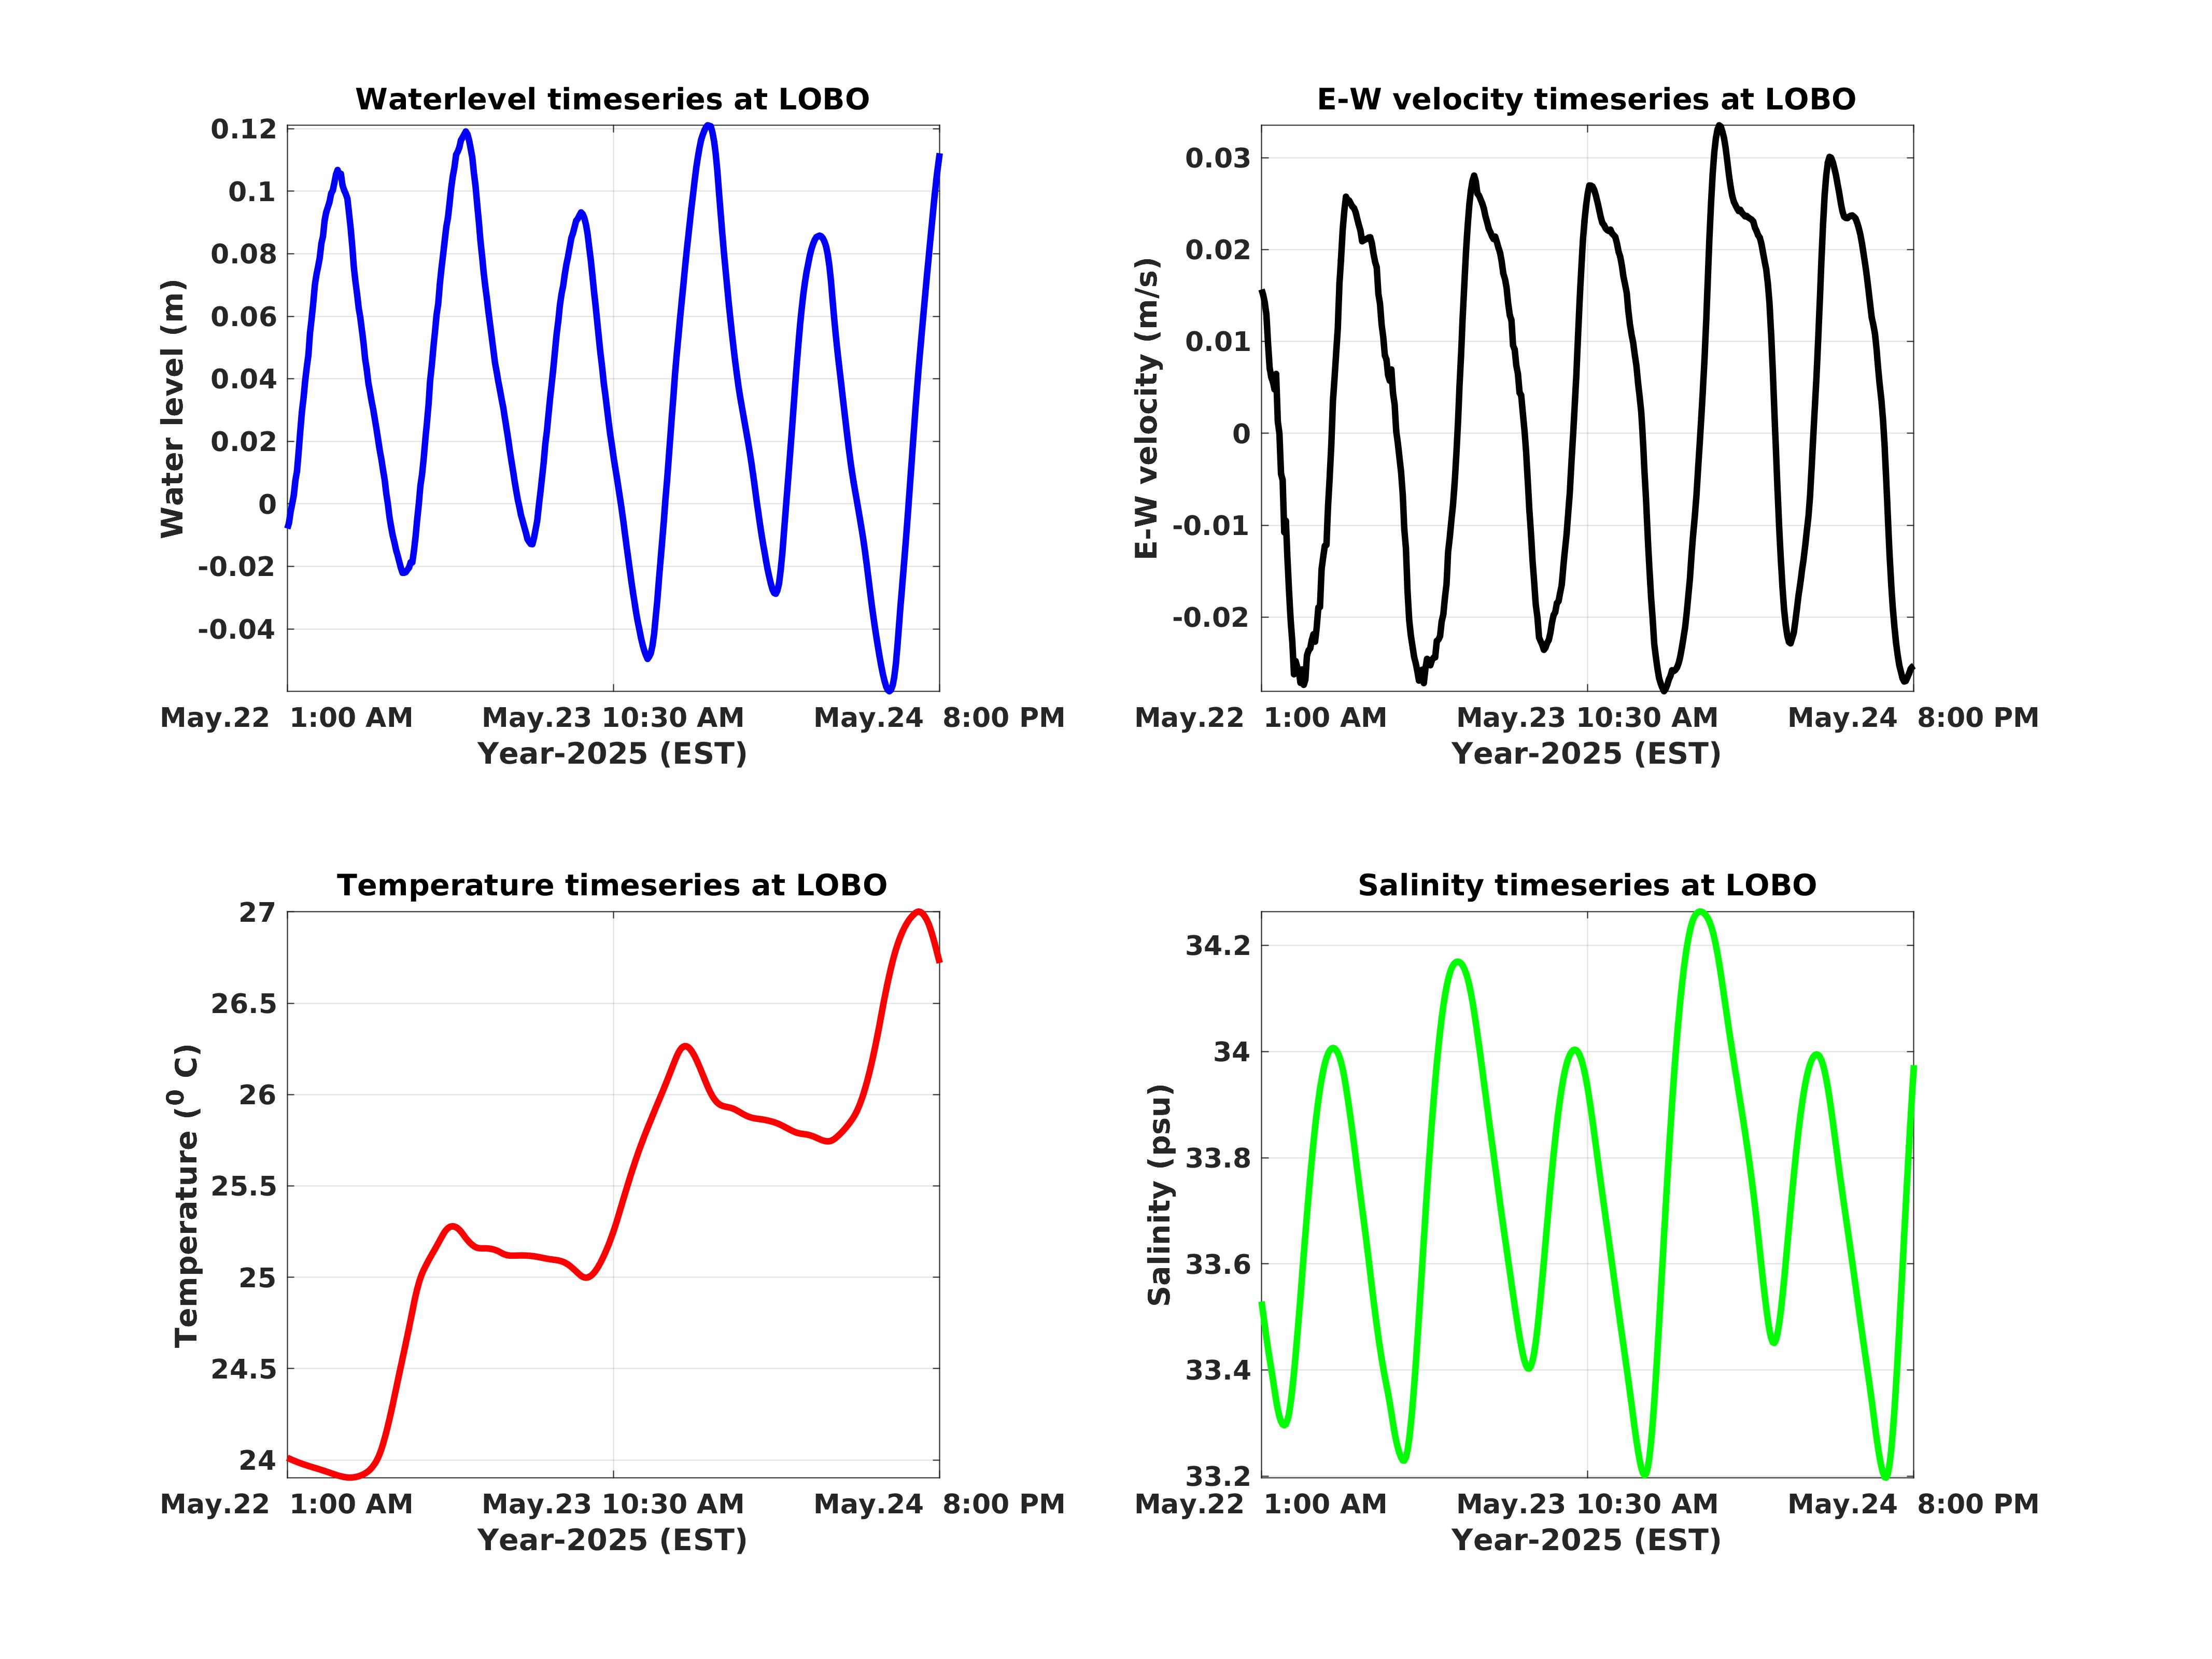 Waterlevel timeseries at LOBO
Water level (m)
0.12
0.1
0.08
0.06
0.04
0.02
0
-0.02
-0.04
May.22 1:00 AM
May.23 10:30 AM
May.24 8:00 PM
Year-2025 (EST)
E-W velocity timeseries at LOBO
E-W velocity (m/s)
0.03
0.02
0.01
0
-0.01
-0.02
May.22 1:00 AM
May.23 10:30 AM
May.24 8:00 PM
Year-2025 (EST)
Temperature timeseries at LOBO
Temperature (⁰ C)
27
26.5
26
25.5
25
24.5
24
May.22 1:00 AM
May.23 10:30 AM
May.24 8:00 PM
Year-2025 (EST)
Salinity timeseries at LOBO
Salinity (psu)
34.2
34
33.8
33.6
33.4
33.2
May.22 1:00 AM
May.23 10:30 AM
May.24 8:00 PM
Year-2025 (EST)